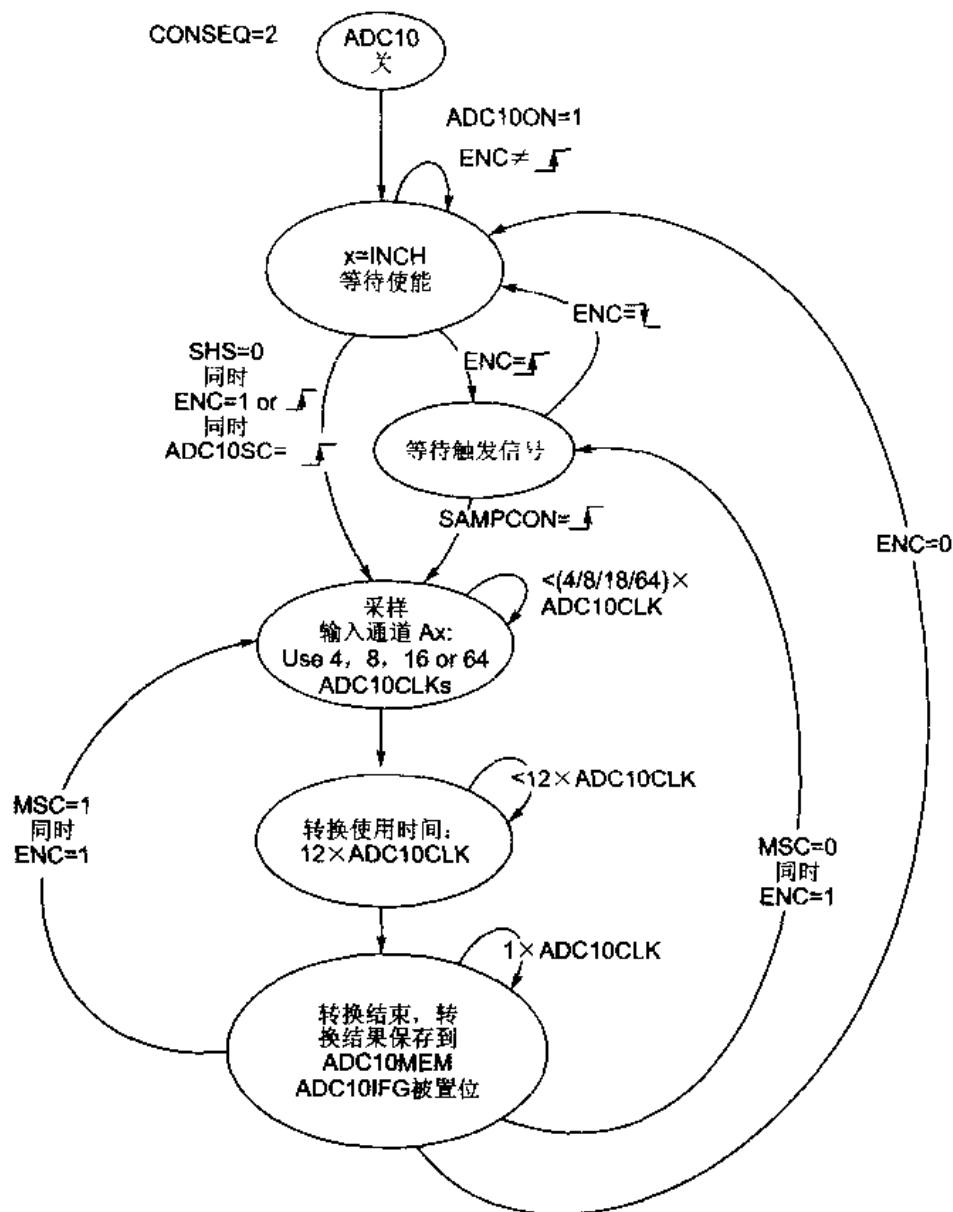 CONSEQ=2
ADC10
关
ADC10ON=1
ENC≠
x=INCH
等待使能
ENC=
SHS=0
同时
ENC=1 or
同时
ADC10SC=
ENC=
等待触发信号
SAMPCON=
ENC=0
<(4/8/18/64)×
ADC10CLK
采样
输入通道 Ax:
Use 4，8，16 or 64
ADC10CLKs
<12×ADC10CLK
MSC=1
同时
ENC=1
转换使用时间：
12×ADC10CLK
MSC=0
同时
ENC=1
1×ADC10CLK
转换结束，转
换结果保存到
ADC10MEM
ADC10IFG被置位